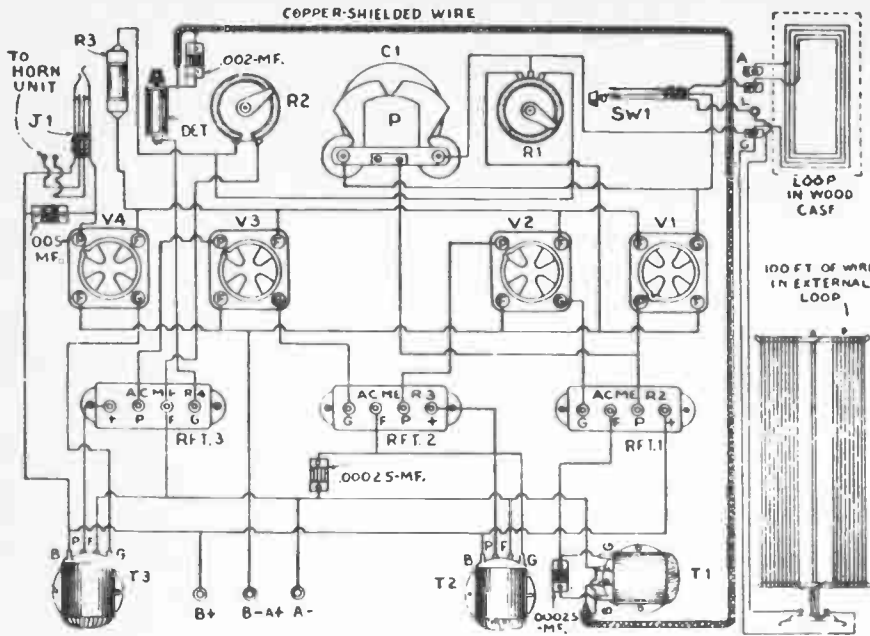 COPPER-SHIELDED WIRE
R3
TO
HORN
UNIT
J1
.002-MF.
DET
R2
C1
P
R1
SW1
A
L
G
LOOP
IN WOOD
CASE
.005
MF.
V4
V3
V2
V1
P F F G
P F F G
P F F G
F G F P
100 FT OF WIRE
IN EXTERNAL
LOOP
A F
ACME R4
+ P F G
RFT.3
ACME R3
G F P +
RFT.2
ACME R2
G F P +
RFT.1
.00025-MF.
B P F G
T3
B+
B-A+
A-
B P F G
T2
.00025
-MF.
G
B
T1